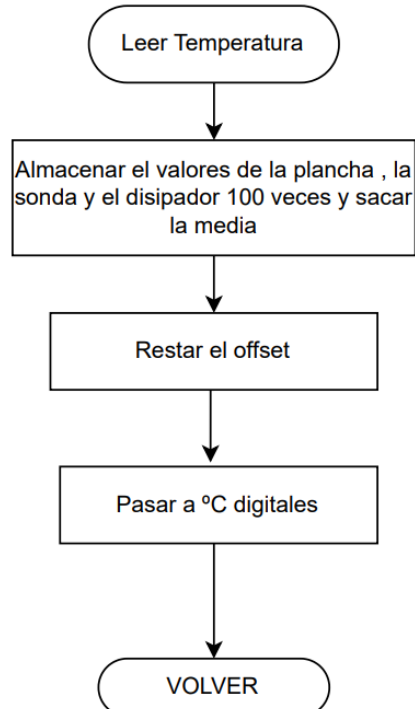 Leer Temperatura
Almacenar el valores de la plancha , la
sonda y el disipador 100 veces y sacar
la media
Restar el offset
Pasar a ºC digitales
VOLVER